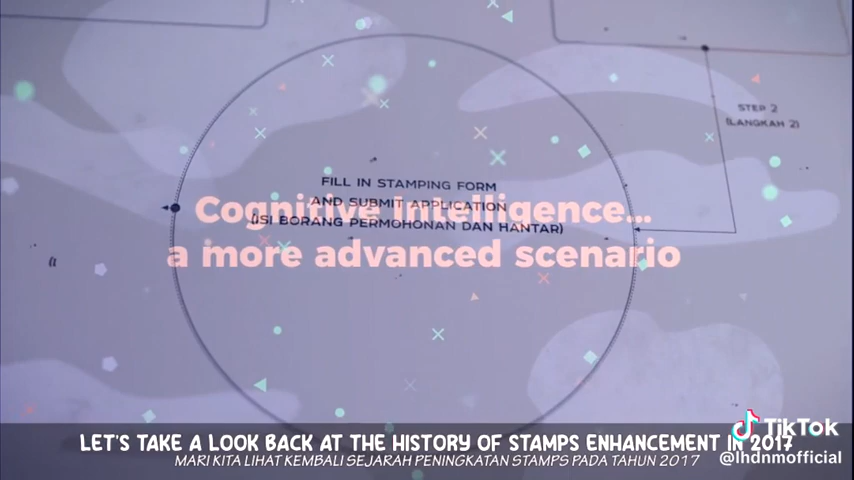 STEP 2
(LANGKAH 2)
FILL IN STAMPING FORM
AND SUBMIT APPLICATION
(ISI BORANG PERMOHONAN DAN HANTAR)
Cognitive Intelligence...
a more advanced scenario
LET'S TAKE A LOOK BACK AT THE HISTORY OF STAMPS ENHANCEMENT IN 2017
MARI KITA LIHAT KEMBALI SEJARAH PENINGKATAN STAMPS PADA TAHUN 2017
TikTok
@lhdnmofficial